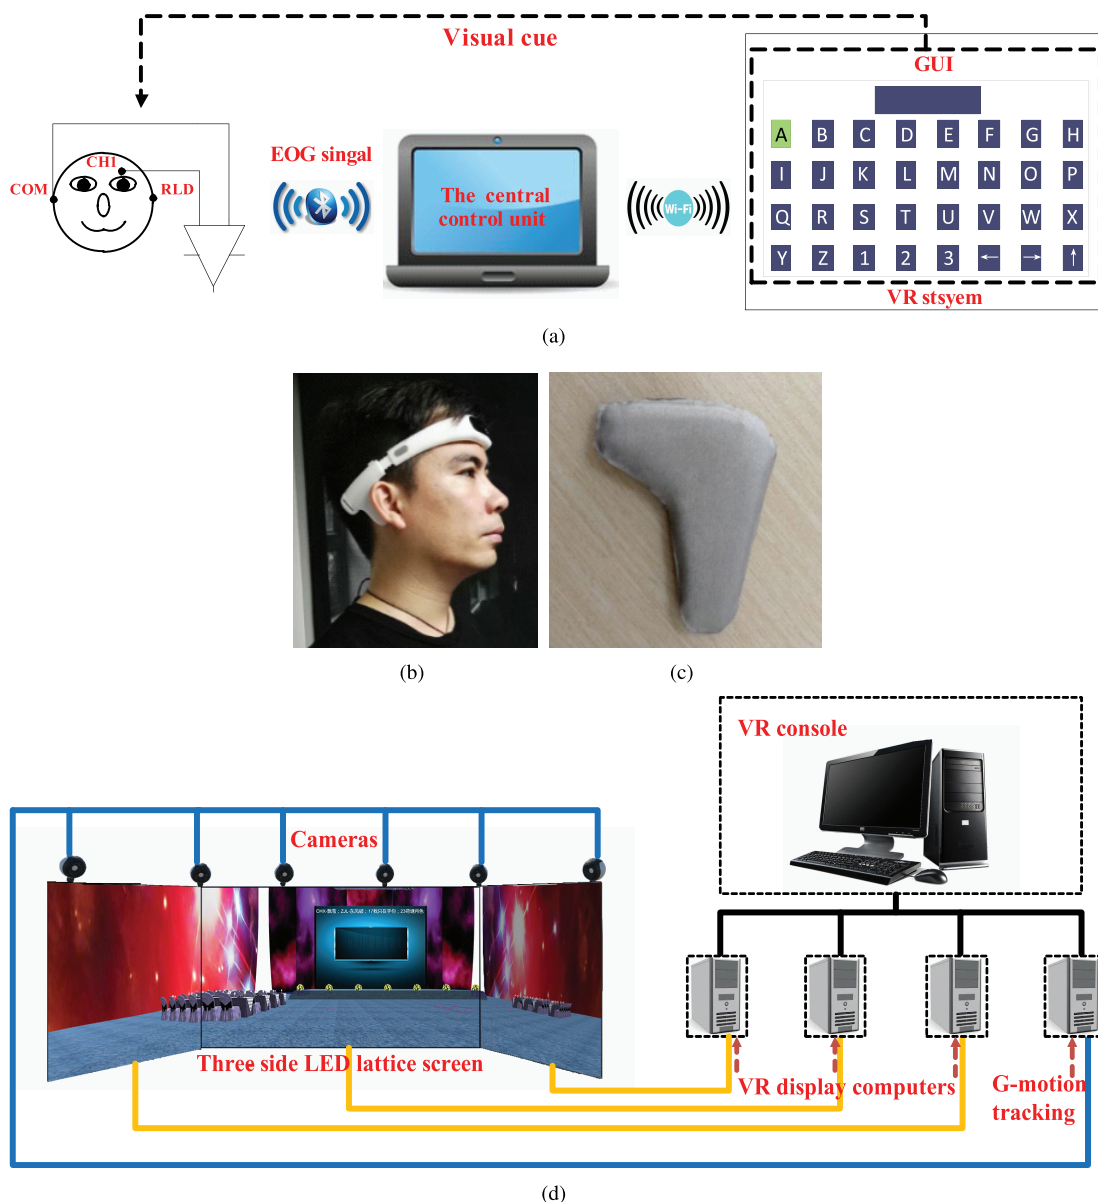 Visual cue
GUI
CH1
COM
RLD
EOG singal
The central
control unit
Wi-Fi
A B C D E F G H
I J K L M N O P
Q R S T U V W X
Y Z 1 2 3 ← → ↑
VR stsyem
(a)
(b)
(c)
VR console
Cameras
Three side LED lattice screen
VR display computers
G-motion
tracking
(d)